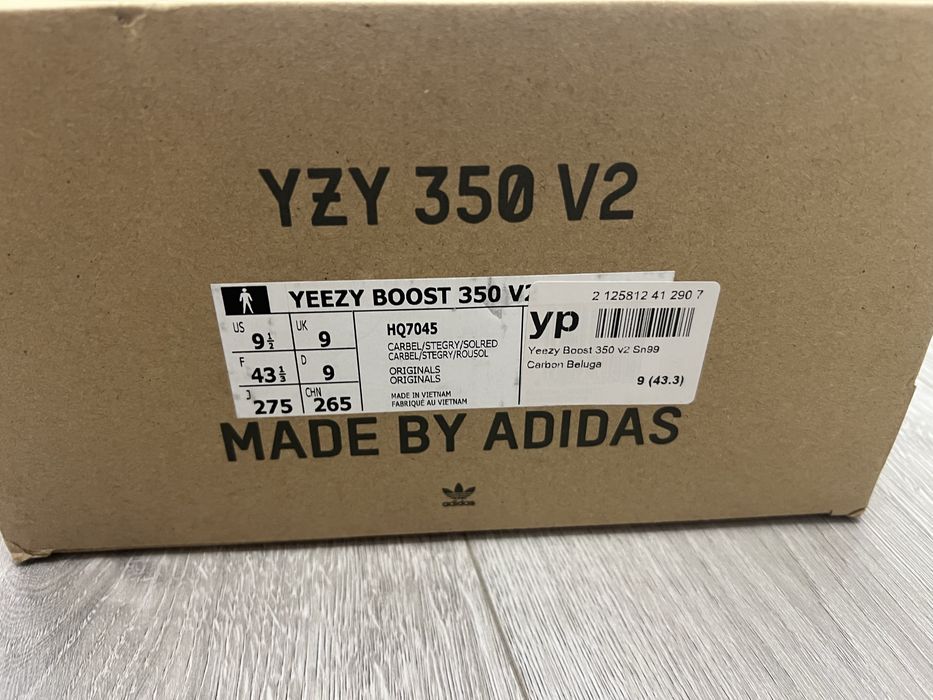 YZY 350 V2
YEEZY BOOST 350 V2
US
9½
UK
9
F
43⅓
D
9
J
275
CHN
265
HQ7045
CARBEL/STEGRY/SOLRED
CARBEL/STEGRY/ROUSOL
ORIGINALS
ORIGINALS
MADE IN VIETNAM
FABRIQUÉ AU VIETNAM
2 125812 41 290 7
yp
Yeezy Boost 350 v2 Sn99
Carbon Beluga
9 (43.3)
MADE BY ADIDAS
adidas